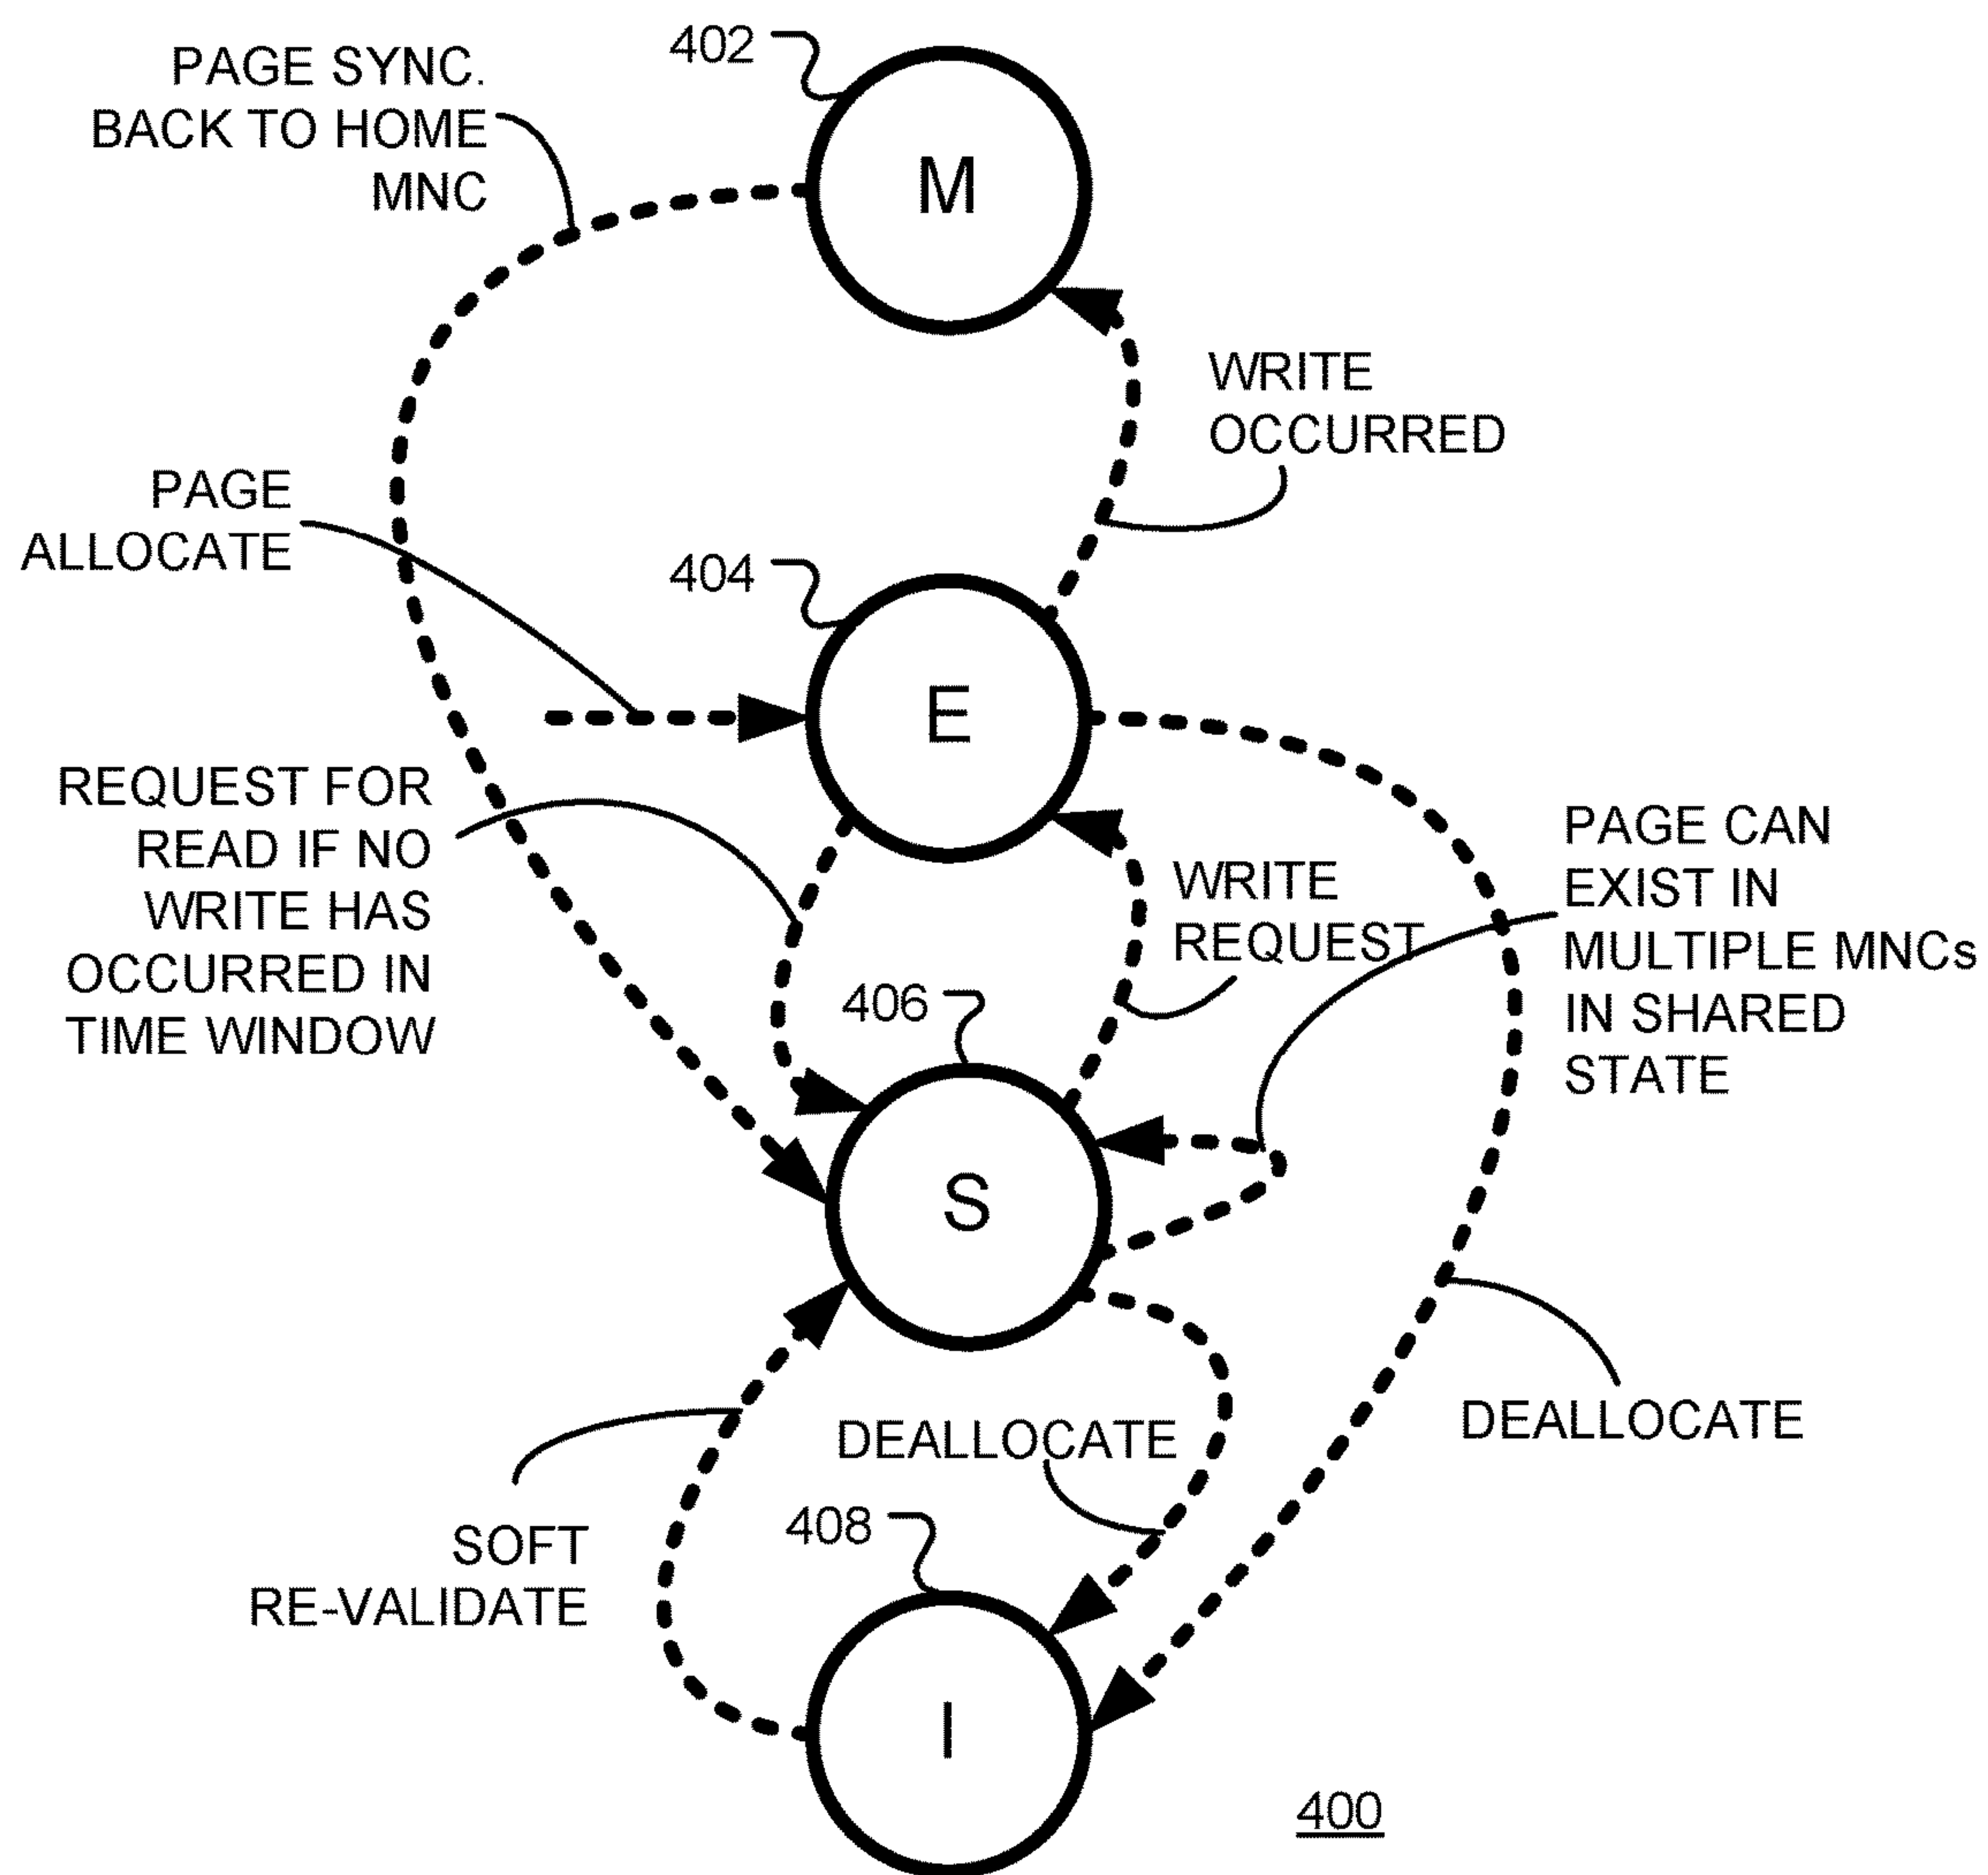 402
PAGE SYNC.
BACK TO HOME
MNC
M
WRITE
OCCURRED
PAGE
ALLOCATE
404
E
REQUEST FOR
READ IF NO
WRITE HAS
OCCURRED IN
TIME WINDOW
WRITE
REQUEST
PAGE CAN
EXIST IN
MULTIPLE MNCs
IN SHARED
STATE
406
S
DEALLOCATE
DEALLOCATE
SOFT
RE-VALIDATE
408
I
400